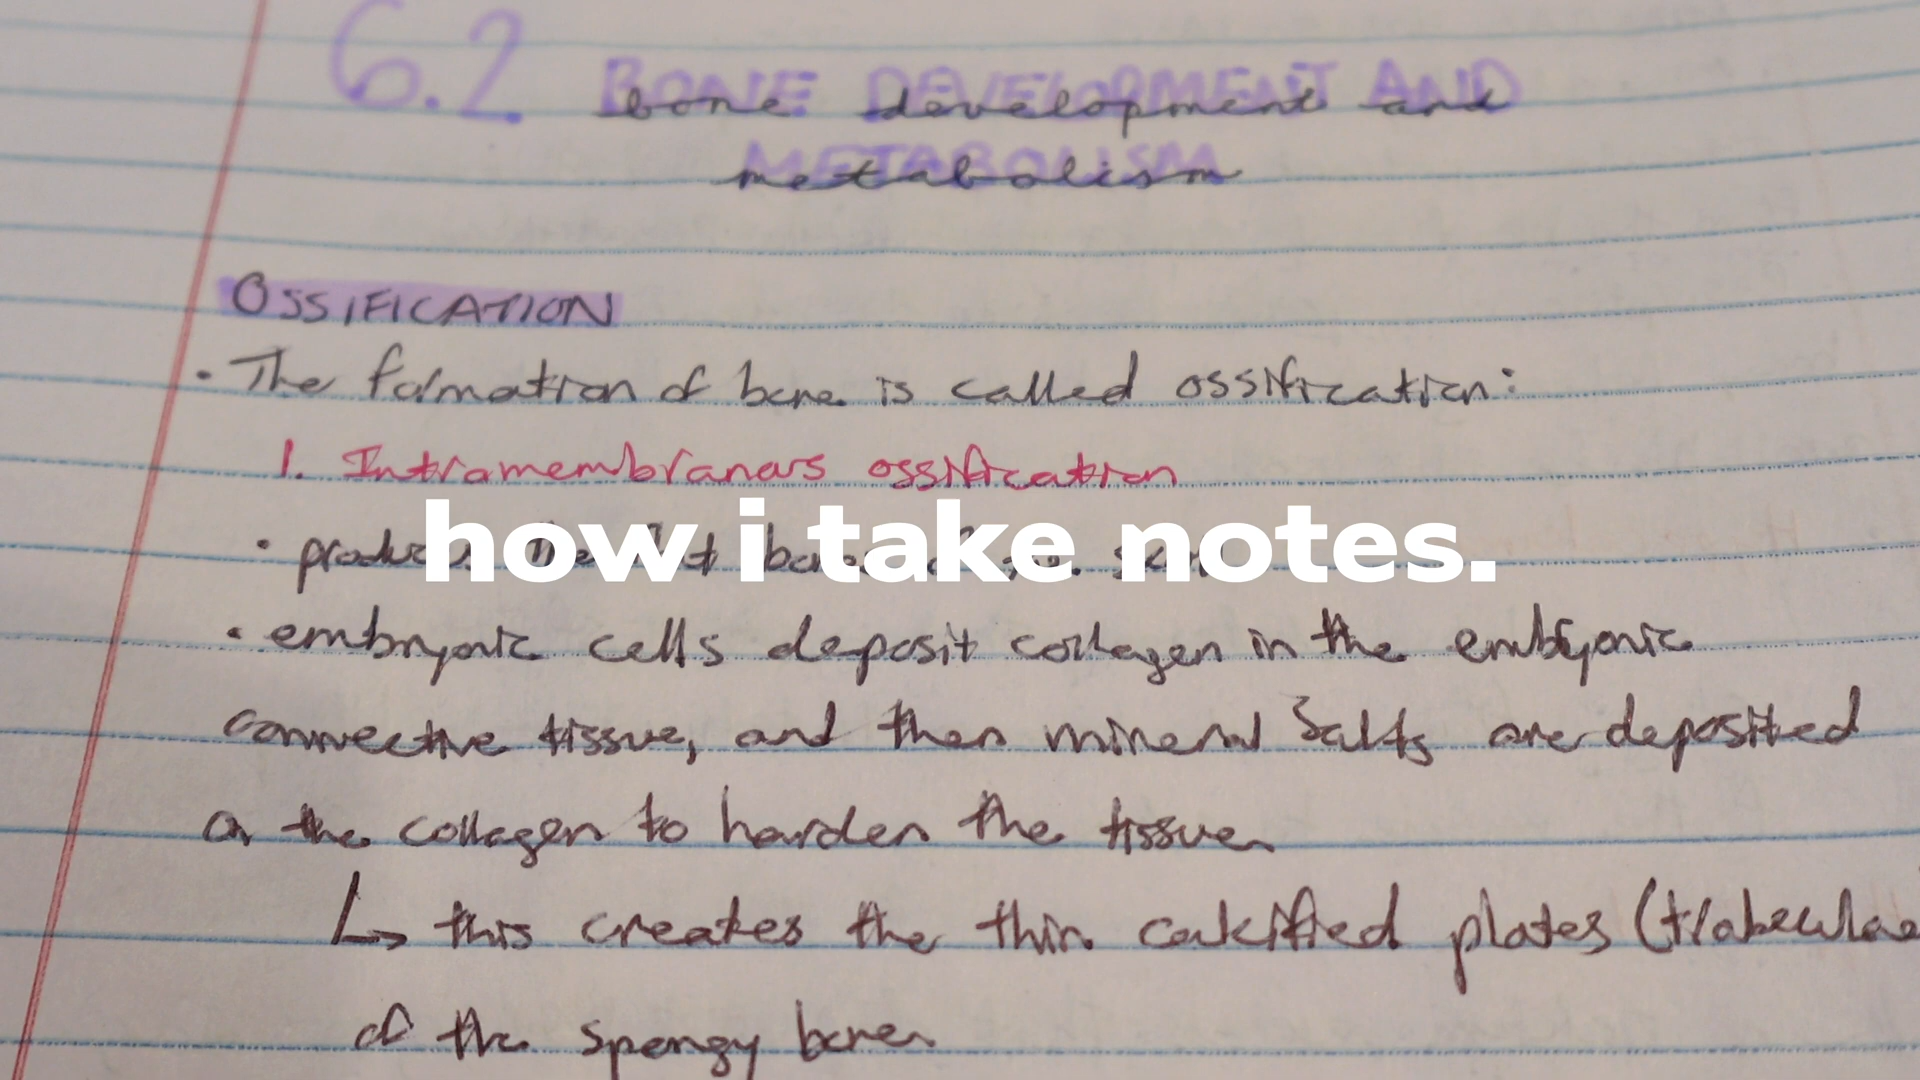 6.2 BONE DEVELOPMENT AND
bone development and
METABOLISM
metabolism
OSSIFICATION
• The formation of bone is called ossification:
1. Intramembranous ossification
how i take notes.
• embryonic cells deposit collagen in the embryonic
connective tissue, and then mineral salts are deposited
on the collagen to harden the tissue
↳ this creates the thin calcified plates (trabeculae
of the spongy bone